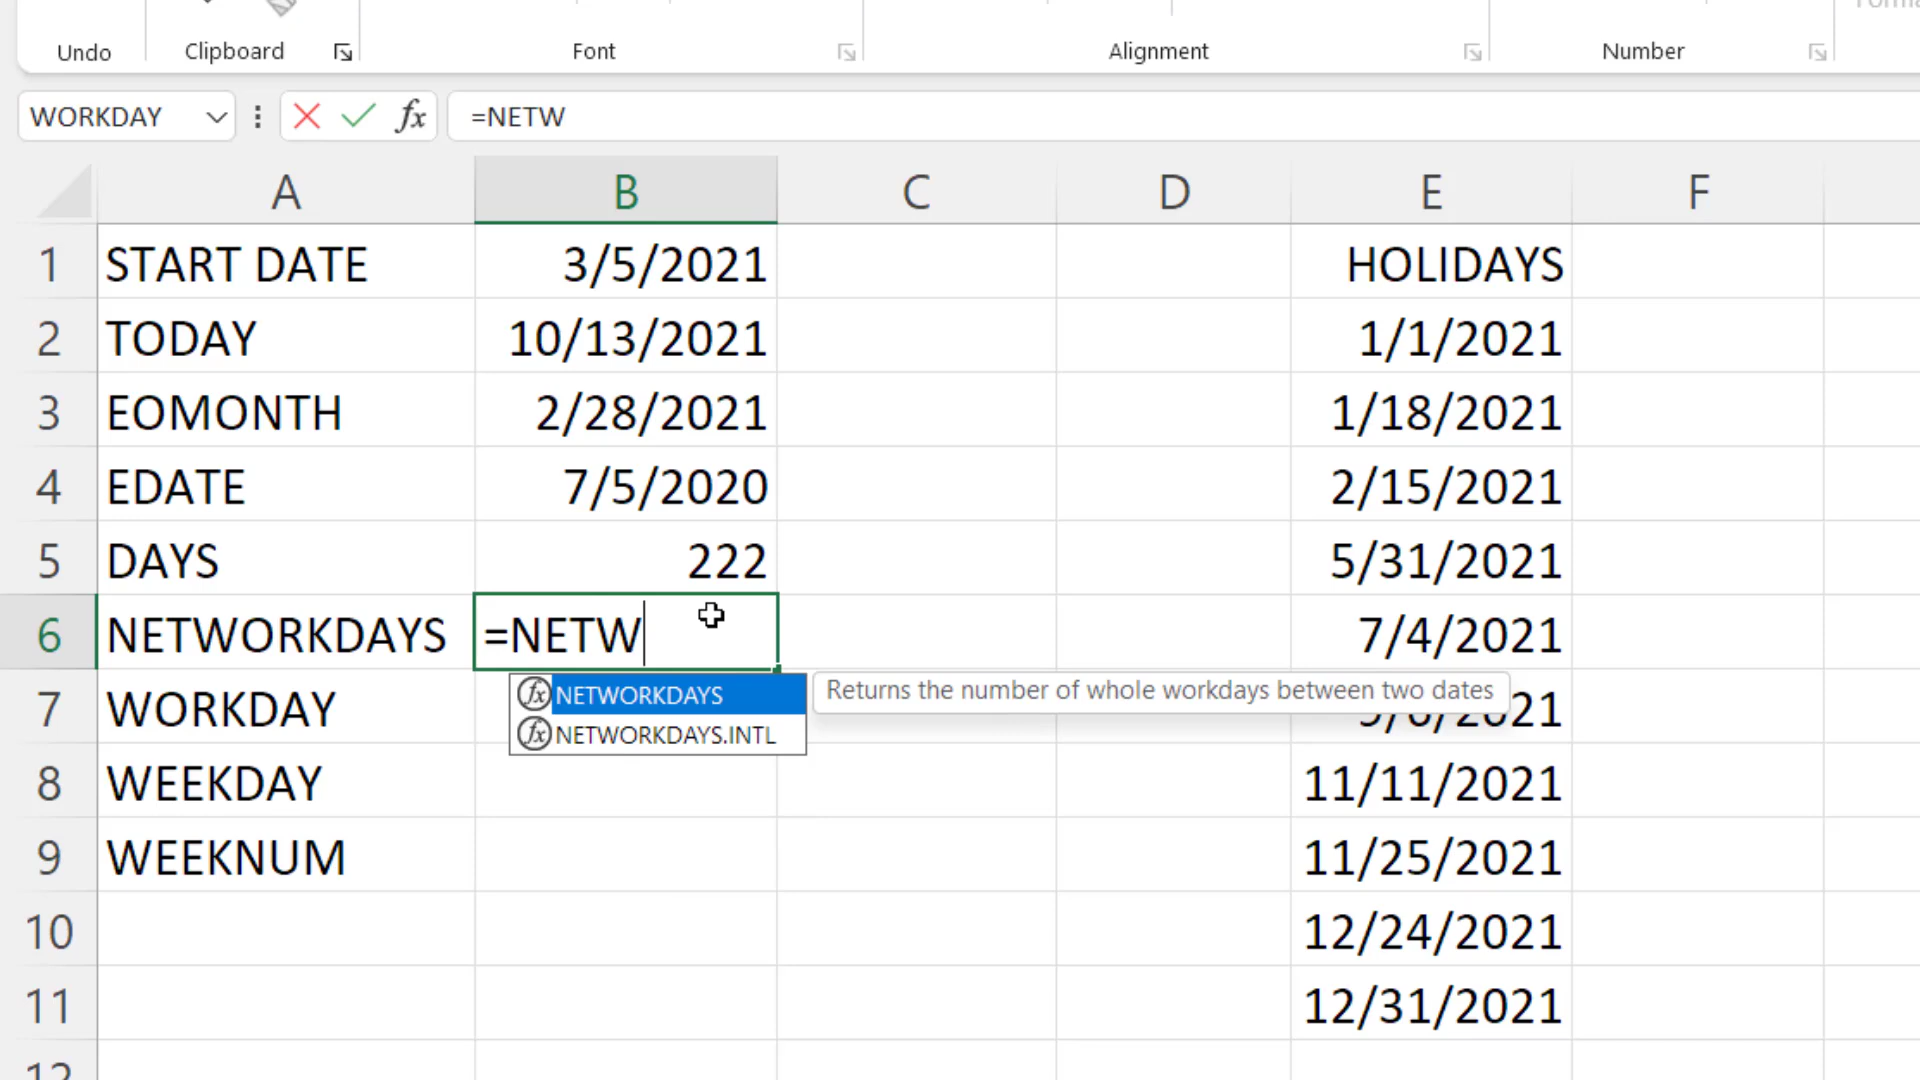 Undo Clipboard Font Alignment Number
WORKDAY fx =NETW
A B C D E F
1 START DATE 3/5/2021 HOLIDAYS
2 TODAY 10/13/2021 1/1/2021
3 EOMONTH 2/28/2021 1/18/2021
4 EDATE 7/5/2020 2/15/2021
5 DAYS 222 5/31/2021
6 NETWORKDAYS =NETW 7/4/2021
fx NETWORKDAYS Returns the number of whole workdays between two dates
7 WORKDAY
fx NETWORKDAYS.INTL
8 WEEKDAY 11/11/2021
9 WEEKNUM 11/25/2021
10 12/24/2021
11 12/31/2021